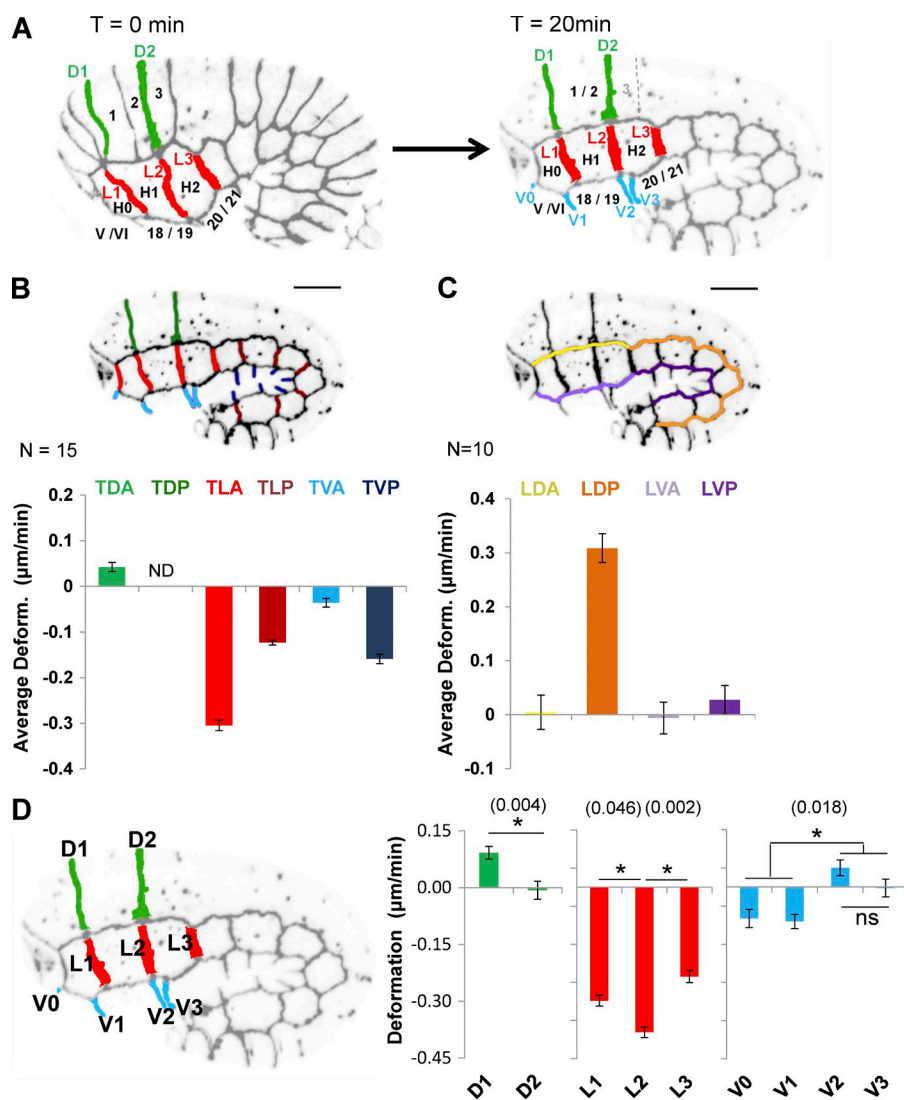 A T = 0 min T = 20min
D1 D2 D1 D2
1 2 3 1 / 2 3
L1 L2 L3 L1 L2 L3
H0 H1 H2 H0 H1 H2
V /VI 18 / 19 20 / 21 V0 V/VI V1 18 / 19 V2 V3 20 / 21
B C
N = 15 N=10
TDA TDP TLA TLP TVA TVP LDA LDP LVA LVP
Average Deform. (µm/min)
0.2
0.1
0
-0.1
-0.2
-0.3
-0.4
ND
Average Deform. (µm/min)
0.4
0.3
0.2
0.1
0
-0.1
D
D1 D2
L1 L2 L3
V0 V1 V2 V3
Deformation (µm/min)
(0.004) (0.046) (0.002) (0.018)
* * * *
0.15
0.00
-0.15
-0.30
-0.45
ns
D1 D2 L1 L2 L3 V0 V1 V2 V3